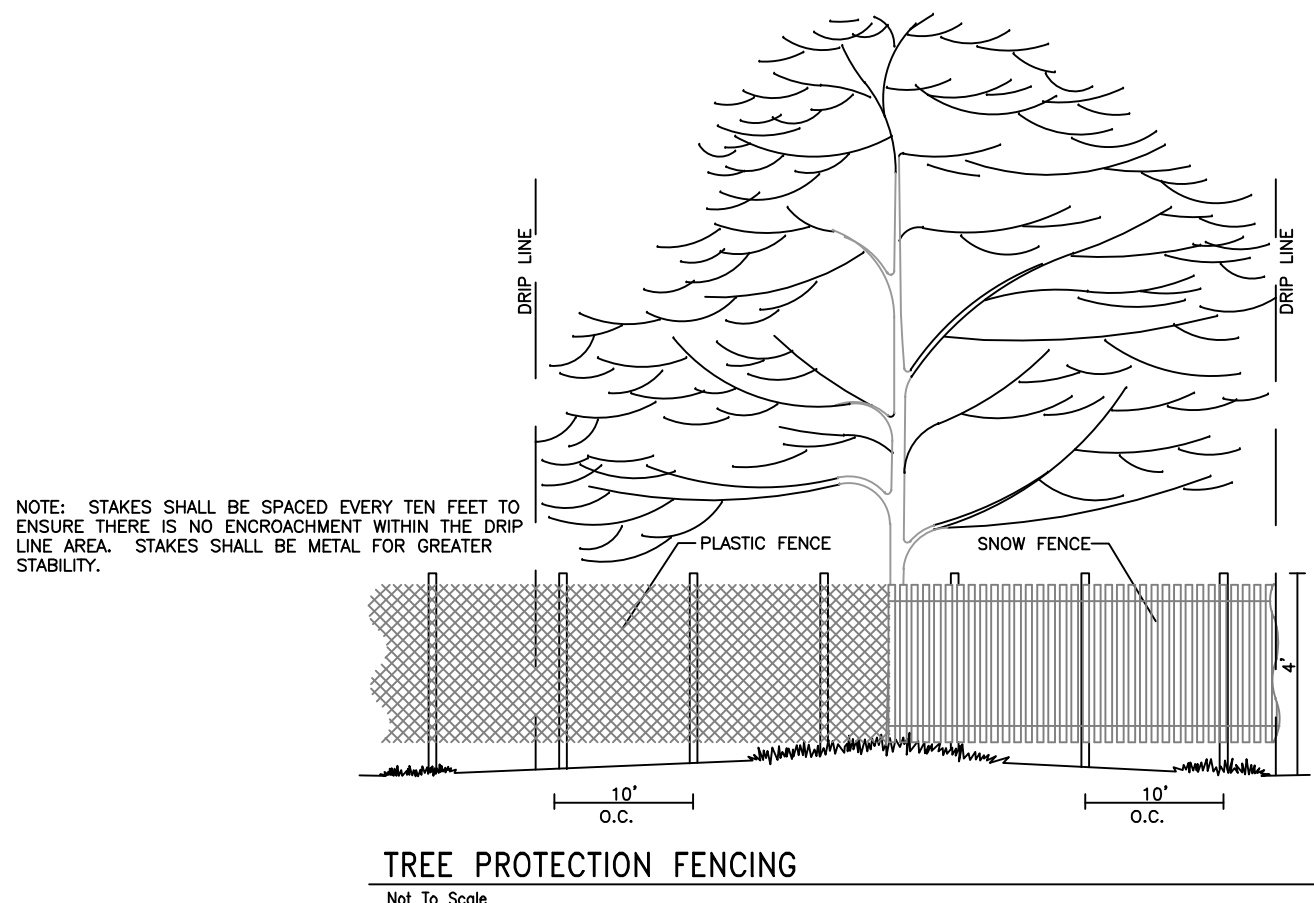 DRIP LINE
DRIP LINE
NOTE:  STAKES SHALL BE SPACED EVERY TEN FEET TO
ENSURE THERE IS NO ENCROACHMENT WITHIN THE DRIP
LINE AREA.  STAKES SHALL BE METAL FOR GREATER
STABILITY.
PLASTIC FENCE
SNOW FENCE
4'
10'
O.C.
10'
O.C.
TREE PROTECTION FENCING
Not To Scale